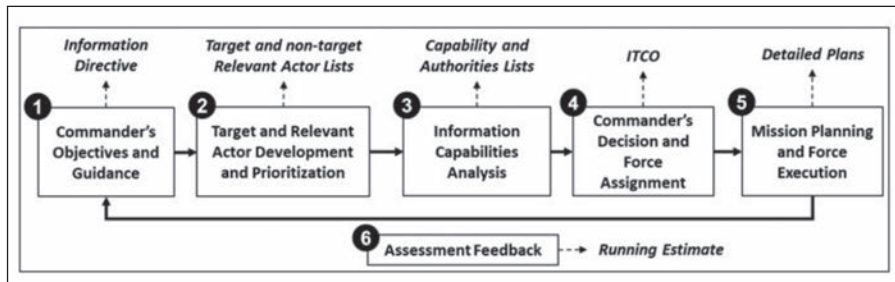 Information
Directive
Target and non-target
Relevant Actor Lists
Capability and
Authorities Lists
ITCO
Detailed Plans
1
Commander's
Objectives and
Guidance
2
Target and Relevant
Actor Development
and Prioritization
3
Information
Capabilities
Analysis
4
Commander's
Decision and
Force
Assignment
5
Mission Planning
and Force
Execution
6
Assessment Feedback
Running Estimate